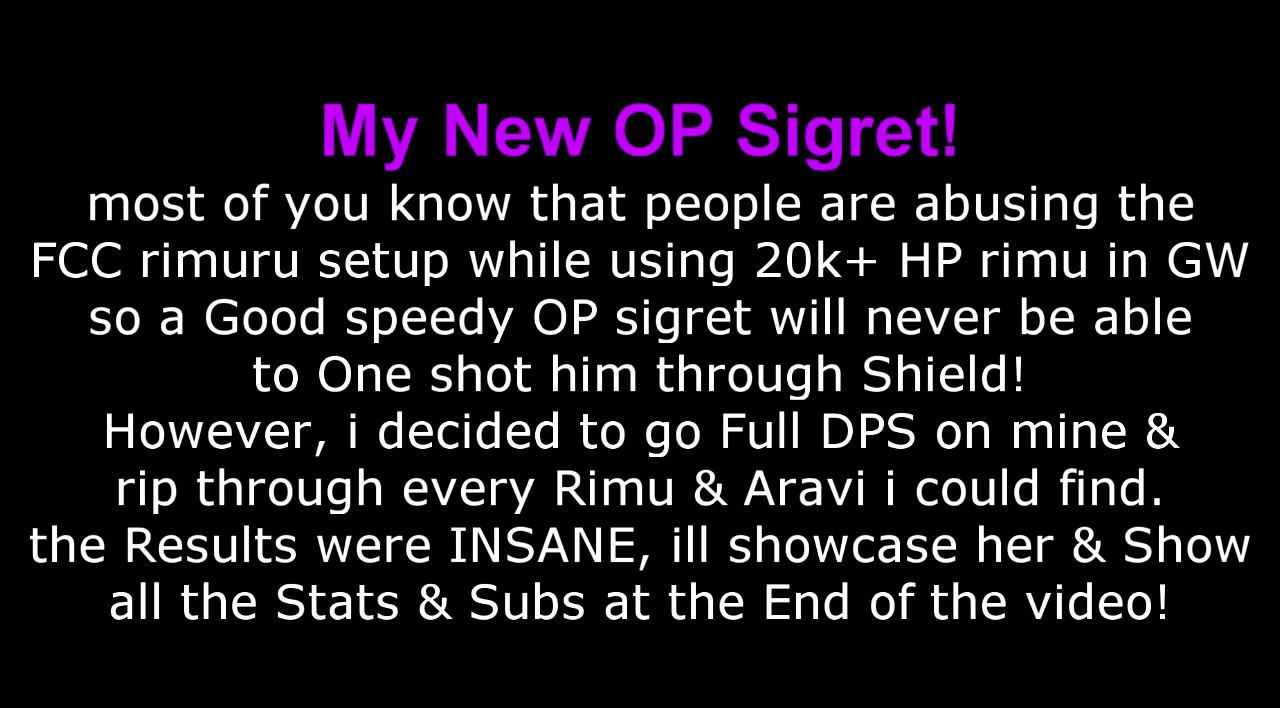 My New OP Sigret!
most of you know that people are abusing the
FCC rimuru setup while using 20k+ HP rimu in GW
so a Good speedy OP sigret will never be able
to One shot him through Shield!
However, i decided to go Full DPS on mine &
rip through every Rimu & Aravi i could find.
the Results were INSANE, ill showcase her & Show
all the Stats & Subs at the End of the video!